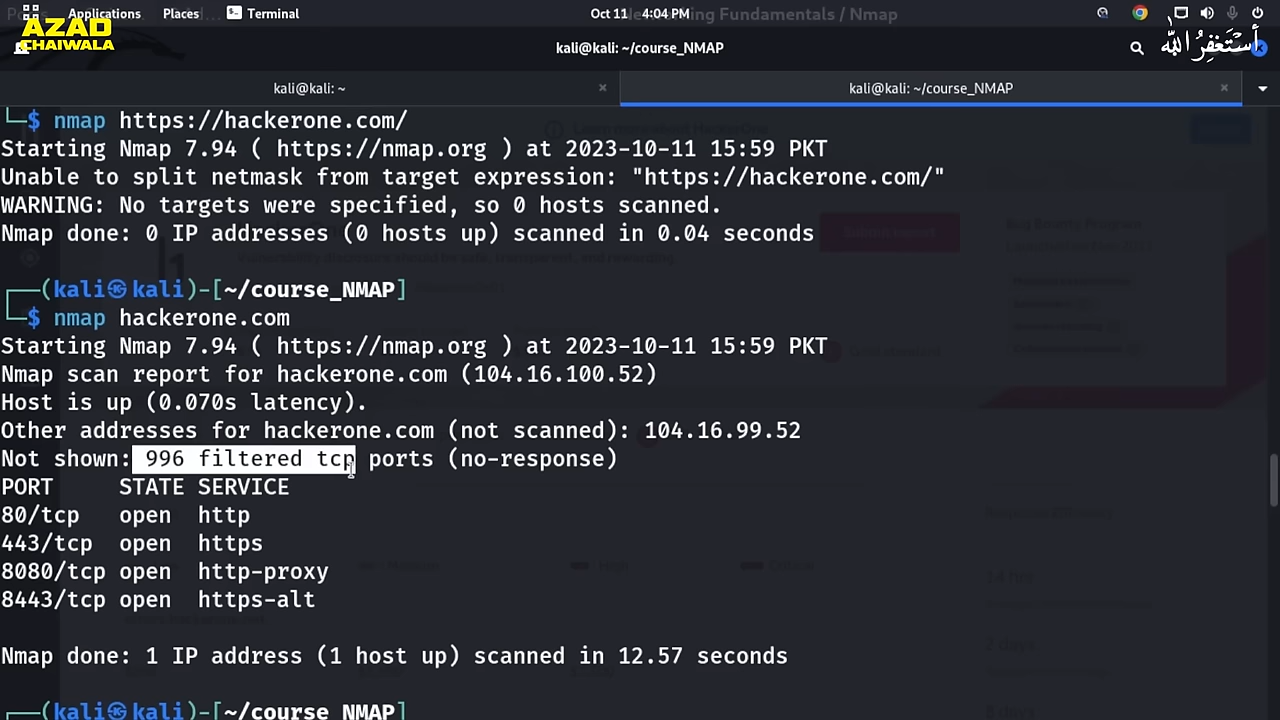 Applications Places Terminal Oct 11 4:04 PM Fundamentals / Nmap
AZAD
CHAIWALA
kali@kali: ~/course_NMAP
أستغفر الله
kali@kali: ~ × kali@kali: ~/course_NMAP ×
└─$ nmap https://hackerone.com/
Starting Nmap 7.94 ( https://nmap.org ) at 2023-10-11 15:59 PKT
Unable to split netmask from target expression: "https://hackerone.com/"
WARNING: No targets were specified, so 0 hosts scanned.
Nmap done: 0 IP addresses (0 hosts up) scanned in 0.04 seconds
┌──(kali㉿kali)-[~/course_NMAP]
└─$ nmap hackerone.com
Starting Nmap 7.94 ( https://nmap.org ) at 2023-10-11 15:59 PKT
Nmap scan report for hackerone.com (104.16.100.52)
Host is up (0.070s latency).
Other addresses for hackerone.com (not scanned): 104.16.99.52
Not shown: 996 filtered tcp ports (no-response)
PORT     STATE SERVICE
80/tcp   open  http
443/tcp  open  https
8080/tcp open  http-proxy
8443/tcp open  https-alt
Nmap done: 1 IP address (1 host up) scanned in 12.57 seconds
┌──(kali㉿kali)-[~/course_NMAP]